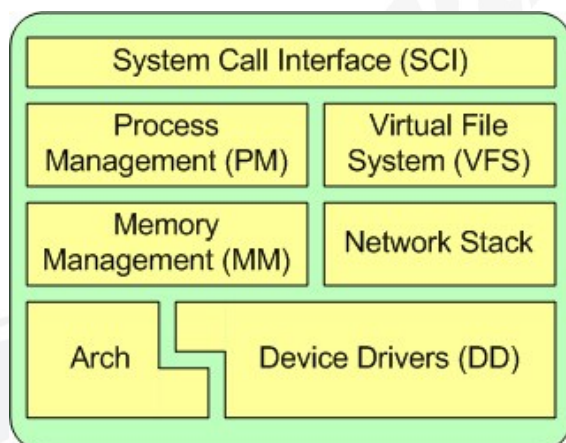 System Call Interface (SCI)
Process
Management (PM)
Virtual File
System (VFS)
Memory
Management (MM)
Network Stack
Arch
Device Drivers (DD)